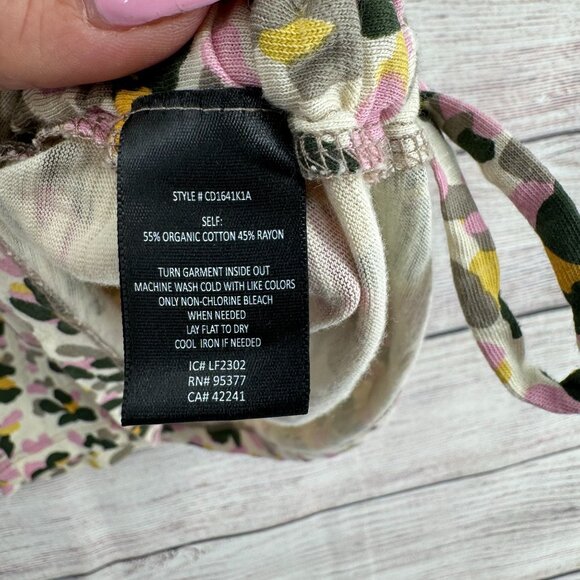 STYLE # CD1641K1A
SELF:
55% ORGANIC COTTON 45% RAYON
TURN GARMENT INSIDE OUT
MACHINE WASH COLD WITH LIKE COLORS
ONLY NON-CHLORINE BLEACH
WHEN NEEDED
LAY FLAT TO DRY
COOL IRON IF NEEDED
IC# LF2302
RN# 95377
CA# 42241